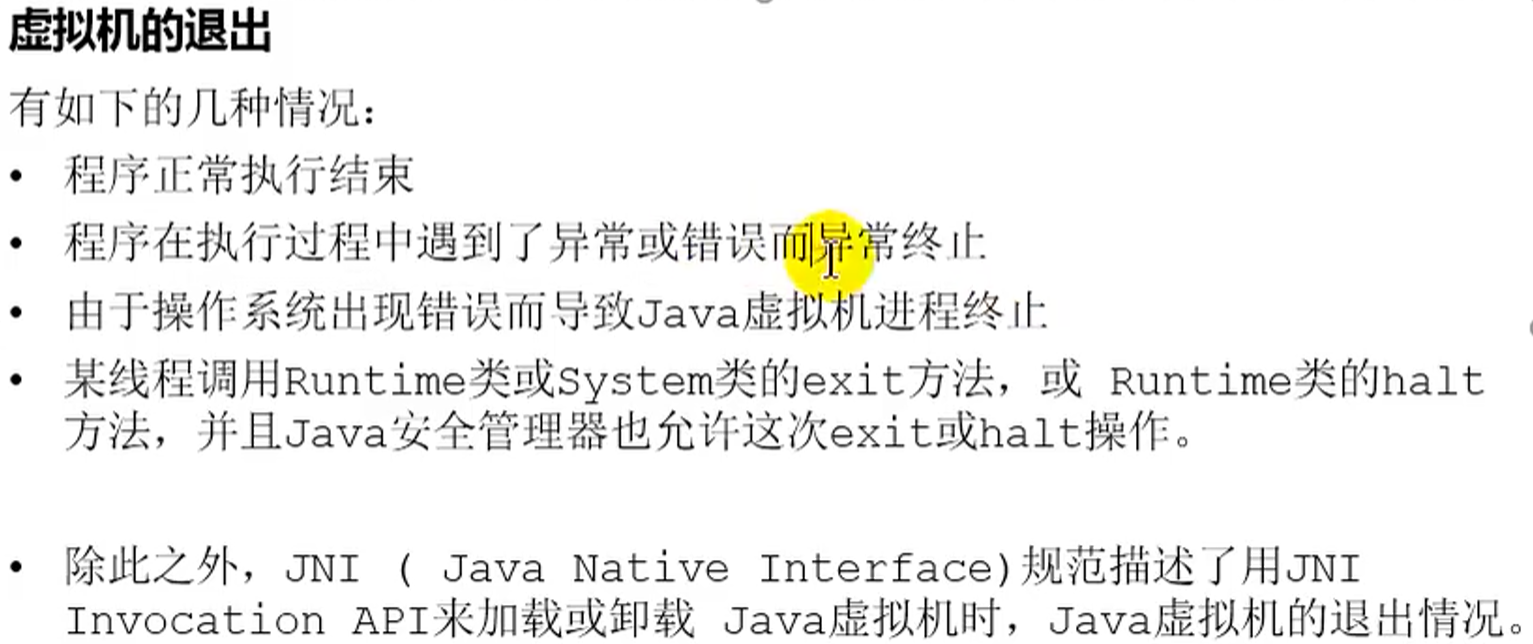 虚拟机的退出
有如下的几种情况：
• 程序正常执行结束
• 程序在执行过程中遇到了异常或错误而异常终止
• 由于操作系统出现错误而导致Java虚拟机进程终止
• 某线程调用Runtime类或System类的exit方法，或 Runtime类的halt
方法，并且Java安全管理器也允许这次exit或halt操作。
• 除此之外，JNI ( Java Native Interface)规范描述了用JNI
Invocation API来加载或卸载 Java虚拟机时，Java虚拟机的退出情况。